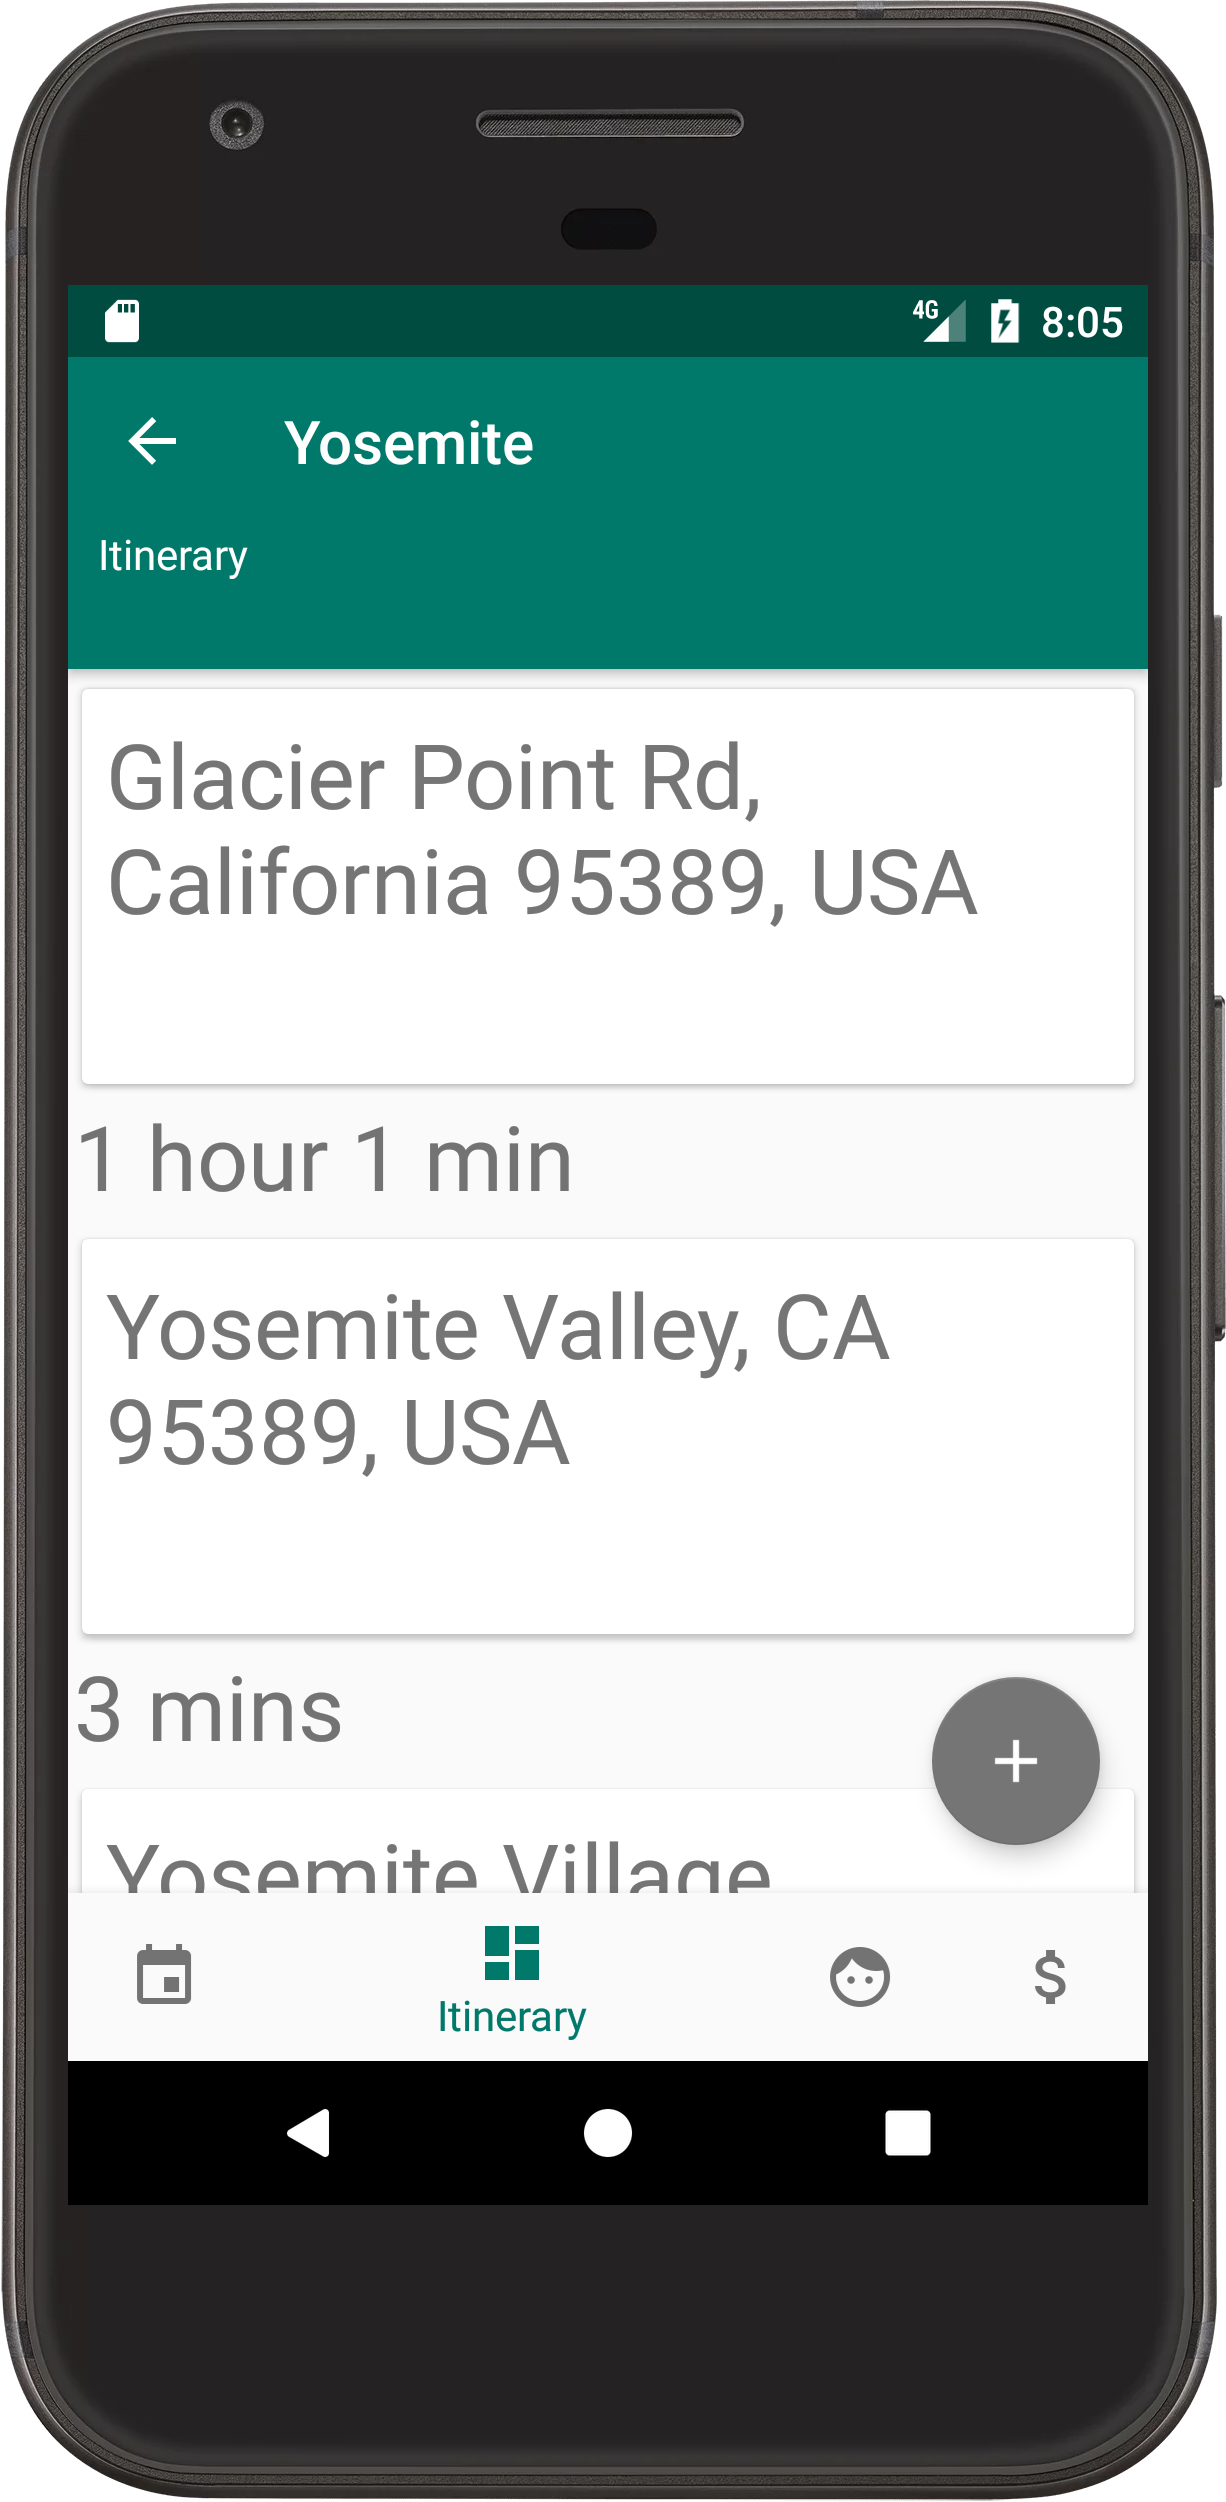 4G 8:05
Yosemite
Itinerary
Glacier Point Rd,
California 95389, USA
1 hour 1 min
Yosemite Valley, CA
95389, USA
3 mins
Yosemite Village
Itinerary